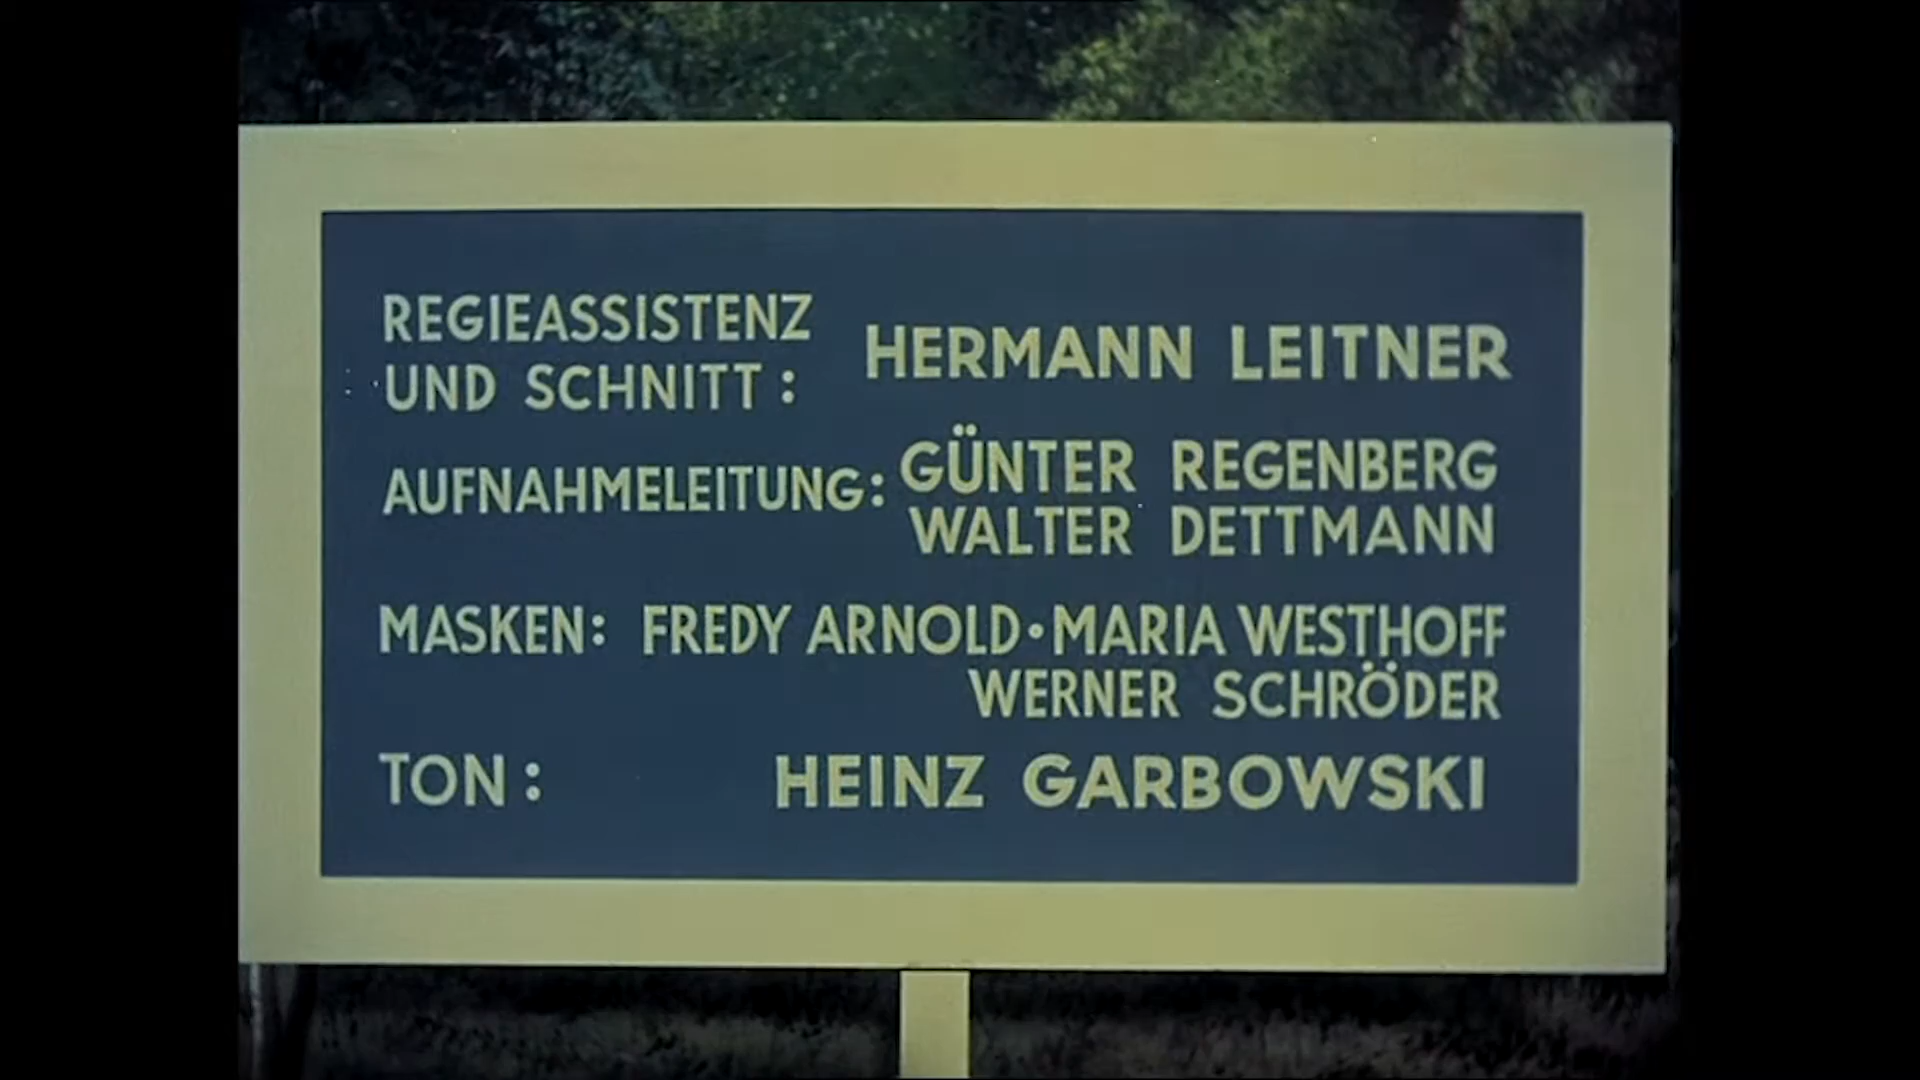 REGIEASSISTENZ
UND SCHNITT: HERMANN LEITNER
AUFNAHMELEITUNG: GÜNTER REGENBERG
WALTER DETTMANN
MASKEN: FREDY ARNOLD · MARIA WESTHOFF
WERNER SCHRÖDER
TON: HEINZ GARBOWSKI